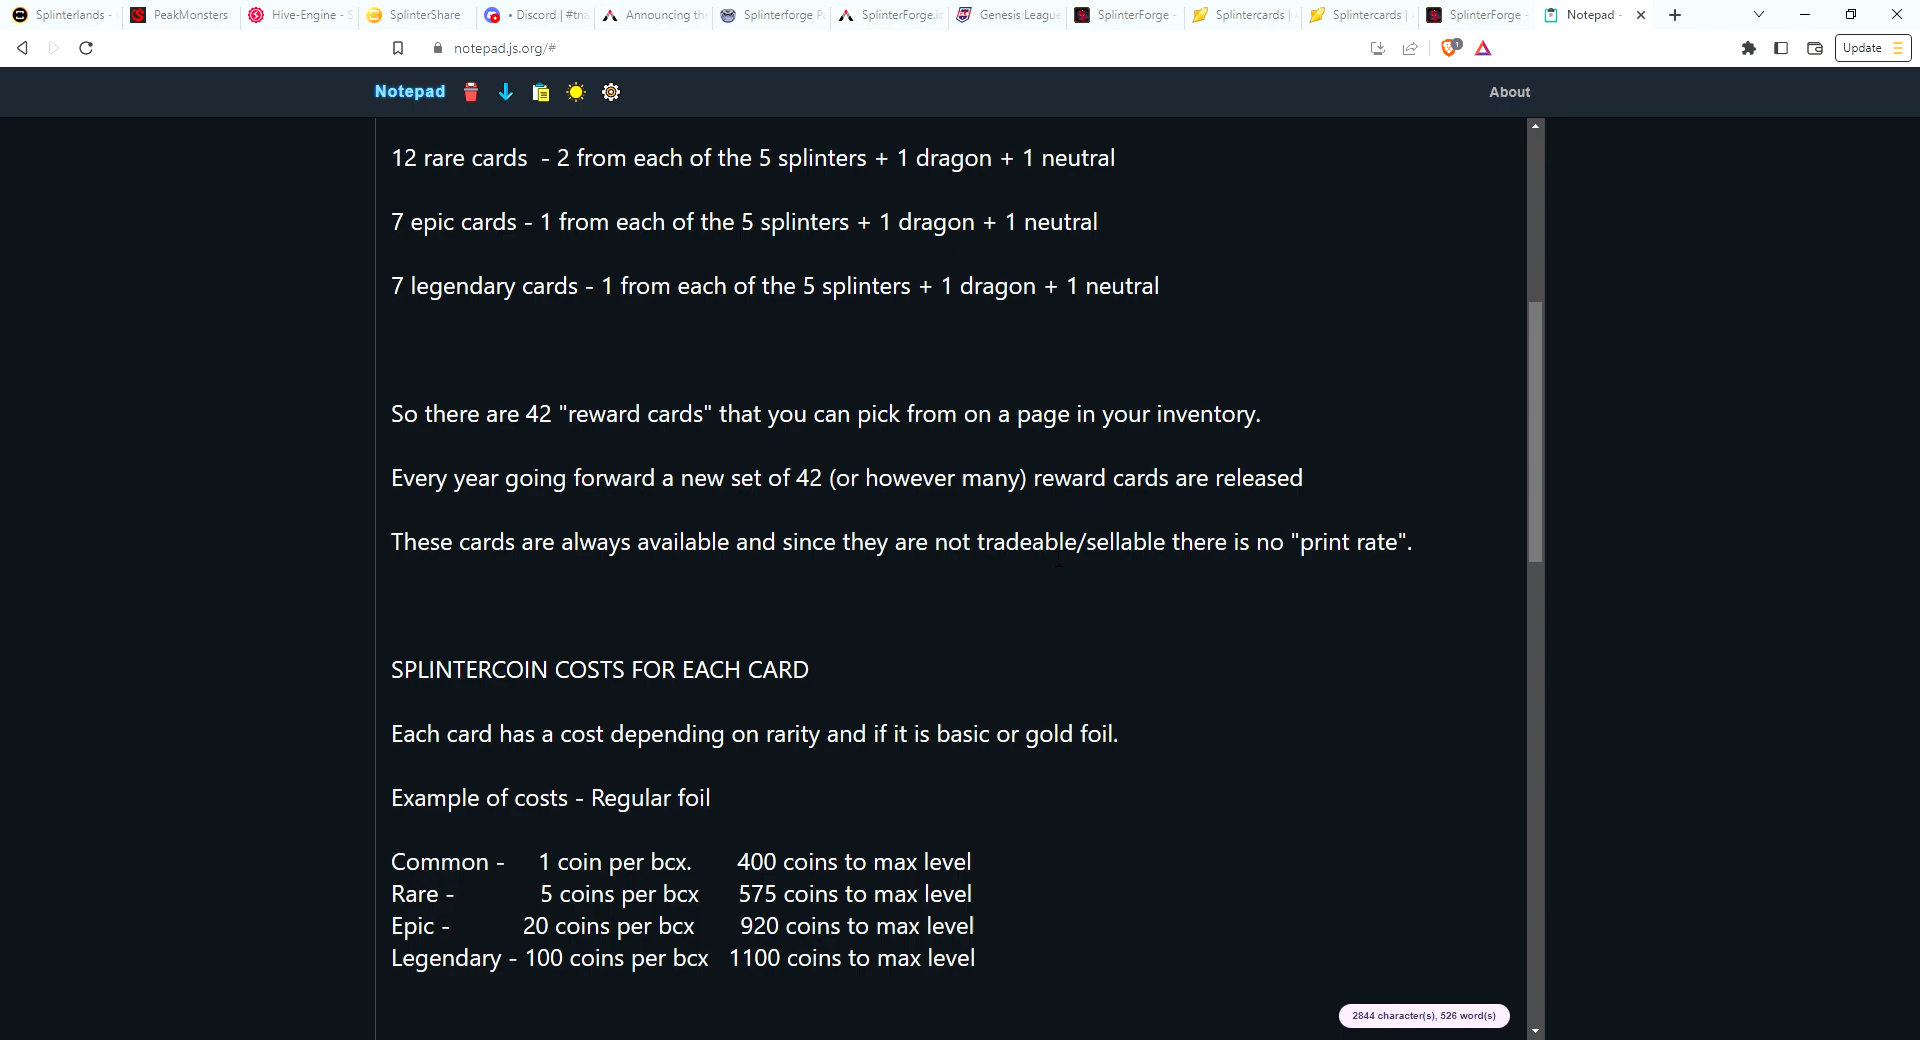 Splinterlands -
PeakMonsters
Hive-Engine - S
SplinterShare
• Discord | #tna
Announcing th
Splinterforge P
SplinterForge.io
Genesis League
SplinterForge -
Splintercards |
Splintercards |
SplinterForge -
Notepad -
notepad.js.org/#
1
Update
Notepad
About
12 rare cards  - 2 from each of the 5 splinters + 1 dragon + 1 neutral
7 epic cards - 1 from each of the 5 splinters + 1 dragon + 1 neutral
7 legendary cards - 1 from each of the 5 splinters + 1 dragon + 1 neutral
So there are 42 "reward cards" that you can pick from on a page in your inventory.
Every year going forward a new set of 42 (or however many) reward cards are released
These cards are always available and since they are not tradeable/sellable there is no "print rate".
SPLINTERCOIN COSTS FOR EACH CARD
Each card has a cost depending on rarity and if it is basic or gold foil.
Example of costs - Regular foil
Common -     1 coin per bcx.      400 coins to max level
Rare -            5 coins per bcx     575 coins to max level
Epic -          20 coins per bcx      920 coins to max level
Legendary - 100 coins per bcx   1100 coins to max level
2844 character(s), 526 word(s)